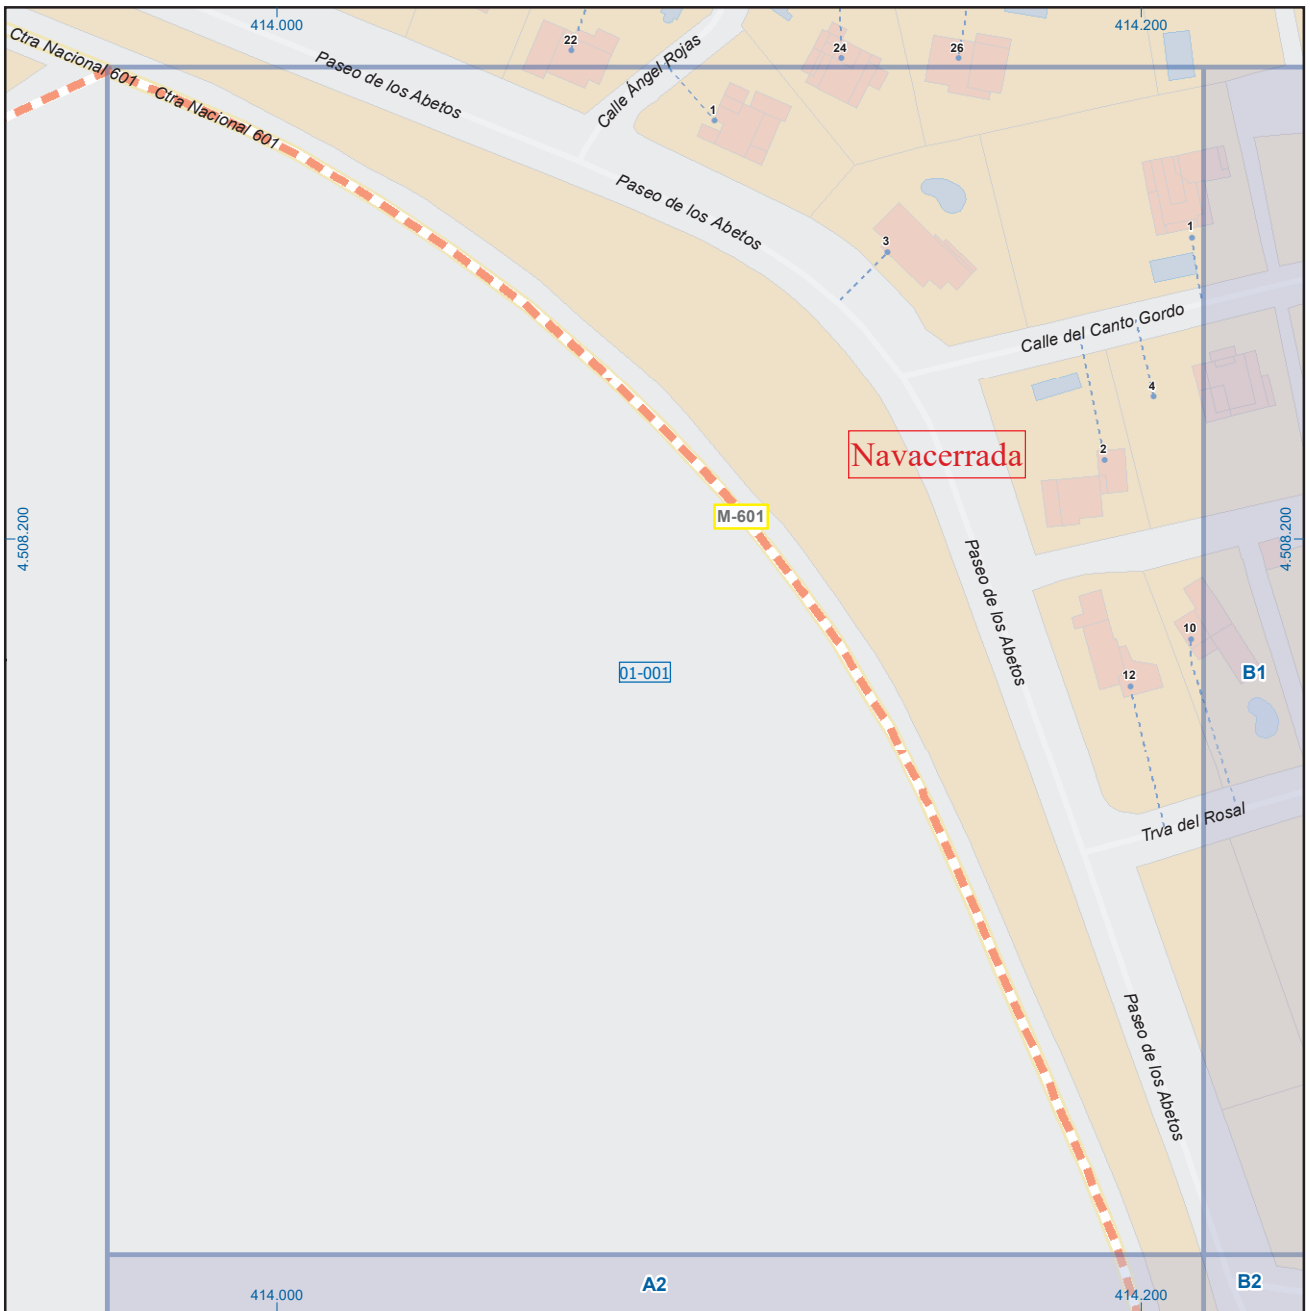 414.000
414.200
Ctra Nacional 601
22
24
26
Paseo de los Abetos
Calle Ángel Rojas
Ctra Nacional 601
1
Paseo de los Abetos
3
1
Calle del Canto Gordo
4
Navacerrada
2
M-601
4.508.200
4.508.200
Paseo de los Abetos
10
01-001
12
B1
Trva del Rosal
Paseo de los Abetos
A2
B2
414.000
414.200